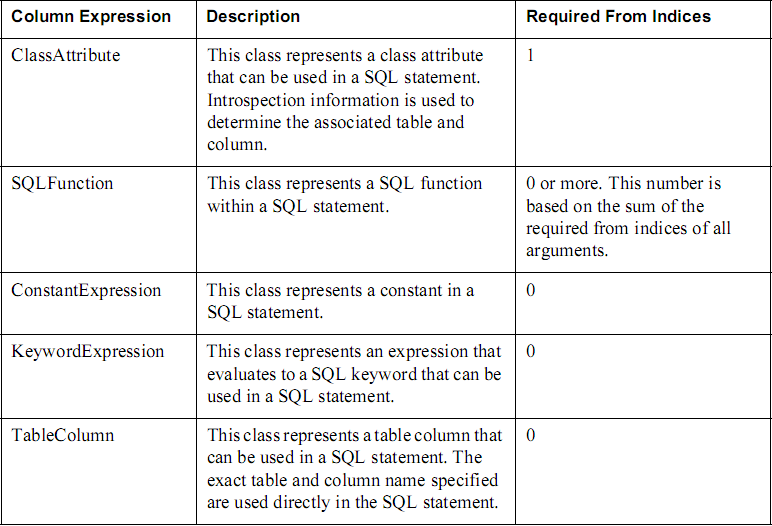 Column Expression Description Required From Indices
ClassAttribute This class represents a class attribute 1
that can be used in a SQL statement.
Introspection information is used to
determine the associated table and
column.
SQLFunction This class represents a SQL function 0 or more. This number is
within a SQL statement. based on the sum of the
required from indices of all
arguments.
ConstantExpression This class represents a constant in a 0
SQL statement.
KeywordExpression This class represents an expression that 0
evaluates to a SQL keyword that can be
used in a SQL statement.
TableColumn This class represents a table column that 0
can be used in a SQL statement. The
exact table and column name specified
are used directly in the SQL statement.